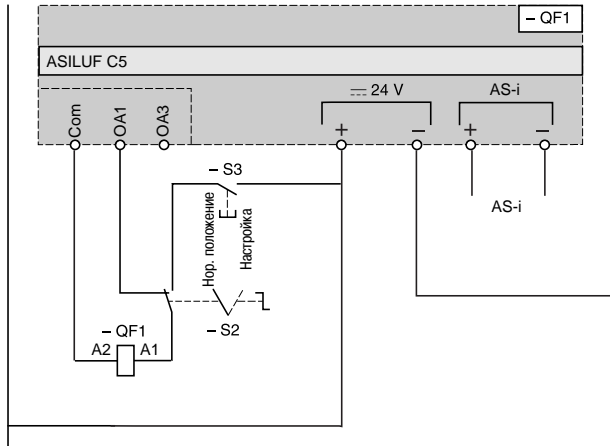 – QF1
ASILUF C5
Com
OA1
OA3
24 V
+
–
AS-i
+
–
AS-i
– S3
Нор. положение
Настройка
– S2
– QF1
A2
A1